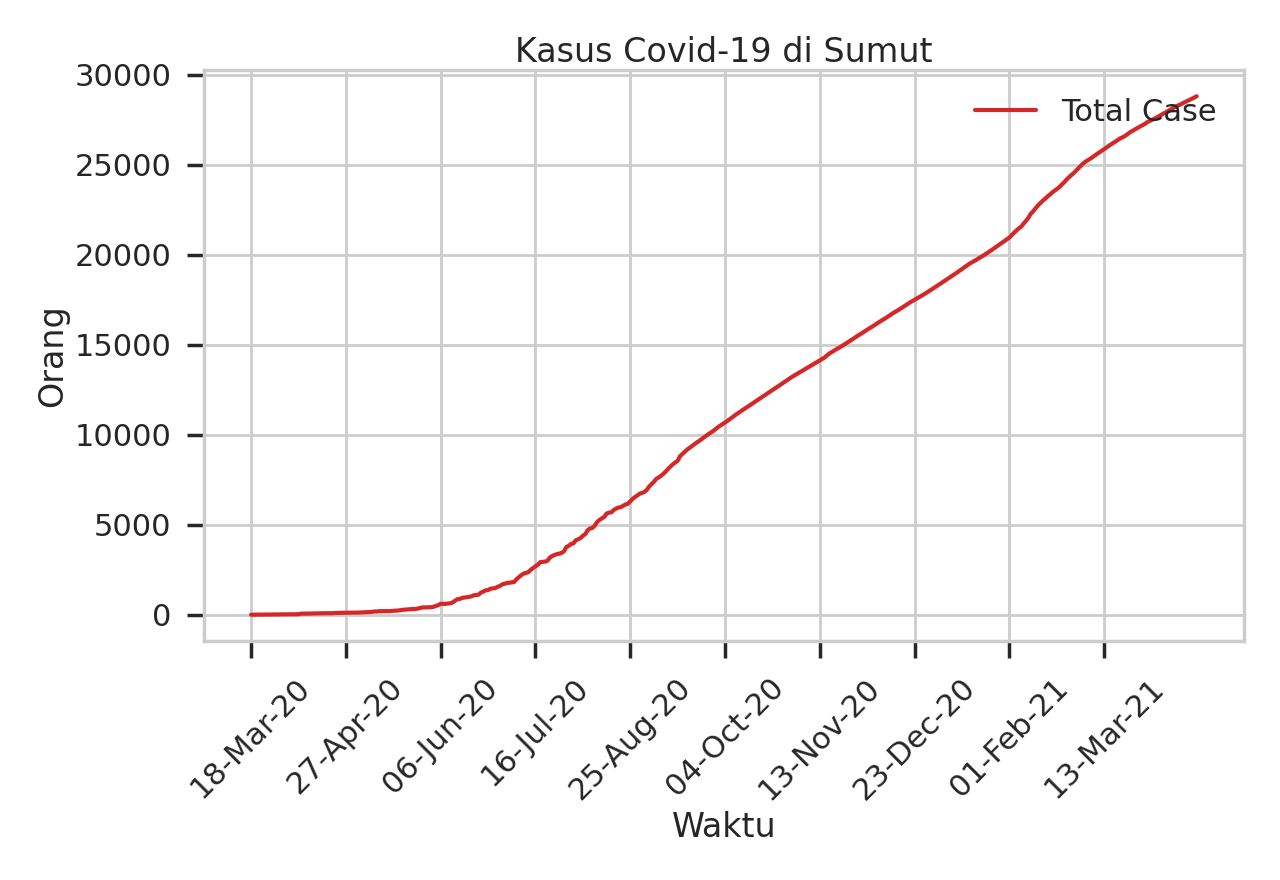 Kasus Covid-19 di Sumut
Total Case
30000
25000
20000
15000
10000
5000
0
Orang
18-Mar-20
27-Apr-20
06-Jun-20
16-Jul-20
25-Aug-20
04-Oct-20
13-Nov-20
23-Dec-20
01-Feb-21
13-Mar-21
Waktu